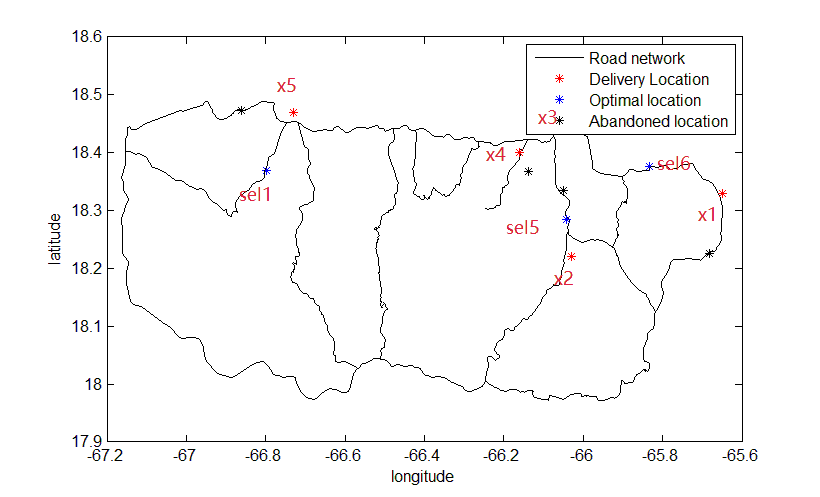 18.6
18.5
18.4
18.3
18.2
18.1
18
17.9
latitude
-67.2
-67
-66.8
-66.6
-66.4
-66.2
-66
-65.8
-65.6
longitude
Road network
Delivery Location
Optimal location
Abandoned location
x5
x3
x4
sel6
sel1
x1
sel5
x2